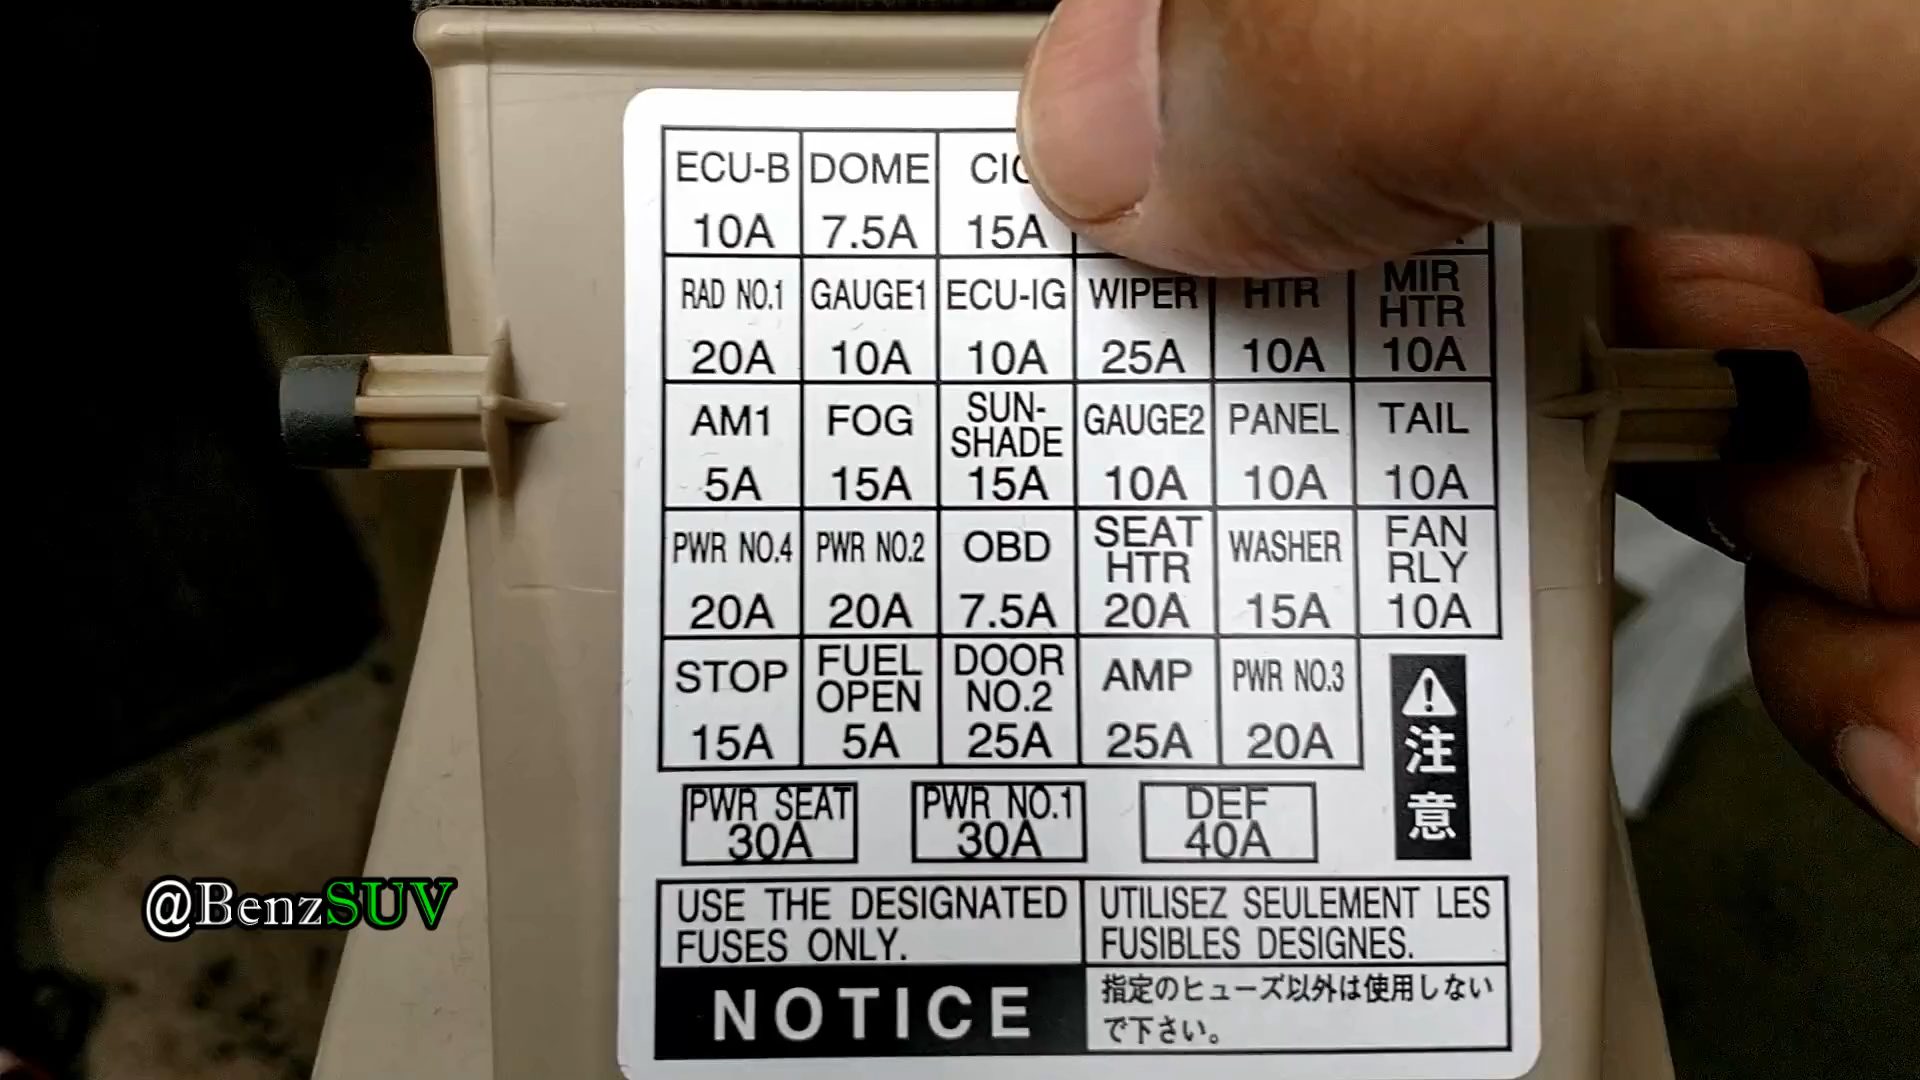 ECU-B DOME
10A 7.5A 15A
RAD NO.1 GAUGE1 ECU-IG WIPER HTR MIR HTR
20A 10A 10A 25A 10A 10A
AM1 FOG SUN-SHADE GAUGE2 PANEL TAIL
5A 15A 15A 10A 10A 10A
PWR NO.4 PWR NO.2 OBD SEAT HTR WASHER FAN RLY
20A 20A 7.5A 20A 15A 10A
STOP FUEL OPEN DOOR NO.2 AMP PWR NO.3
15A 5A 25A 25A 20A
注意
PWR SEAT PWR NO.1 DEF
30A 30A 40A
USE THE DESIGNATED
FUSES ONLY.
UTILISEZ SEULEMENT LES
FUSIBLES DESIGNES.
NOTICE
指定のヒューズ以外は使用しない
で下さい。
@BenzSUV